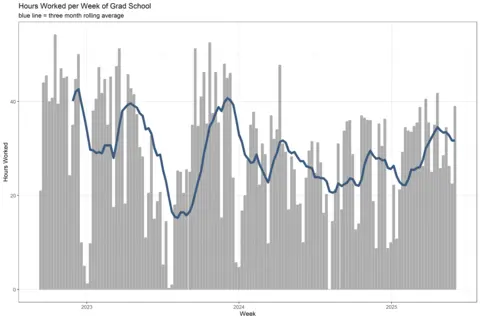 Hours Worked per Week of Grad School
blue line = three month rolling average
Hours Worked
40
20
0
2023
2024
2025
Week